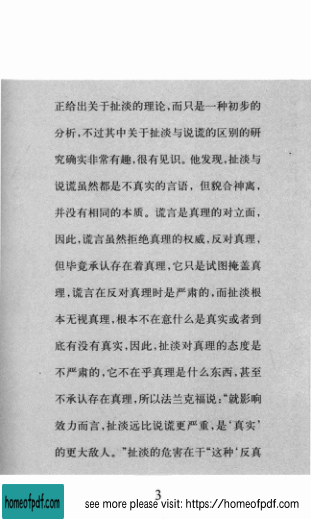 正给出关于扯淡的理论,而只是一种初步的
分析,不过其中关于扯淡与说谎的区别的研
究确实非常有趣,很有见识。他发现,扯淡与
说谎虽然都是不真实的言语，但貌合神离,
并没有相同的本质。谎言是真理的对立面,
因此,谎言虽然拒绝真理的权威,反对真理,
但毕竟承认存在着真理,它只是试图掩盖真
理,谎言在反对真理时是严肃的,而扯淡根
本无视真理,根本不在意什么是真实或者到
底有没有真实,因此,扯淡对真理的态度是
不严肃的,它不在乎真理是什么东西,甚至
不承认存在真理,所以法兰克福说:“就影响
效力而言,扯淡远比说谎更严重,是‘真实’
的更大敌人。”扯淡的危害在于“这种‘反真
3
homeofpdf.com
see more please visit: https://homeofpdf.com